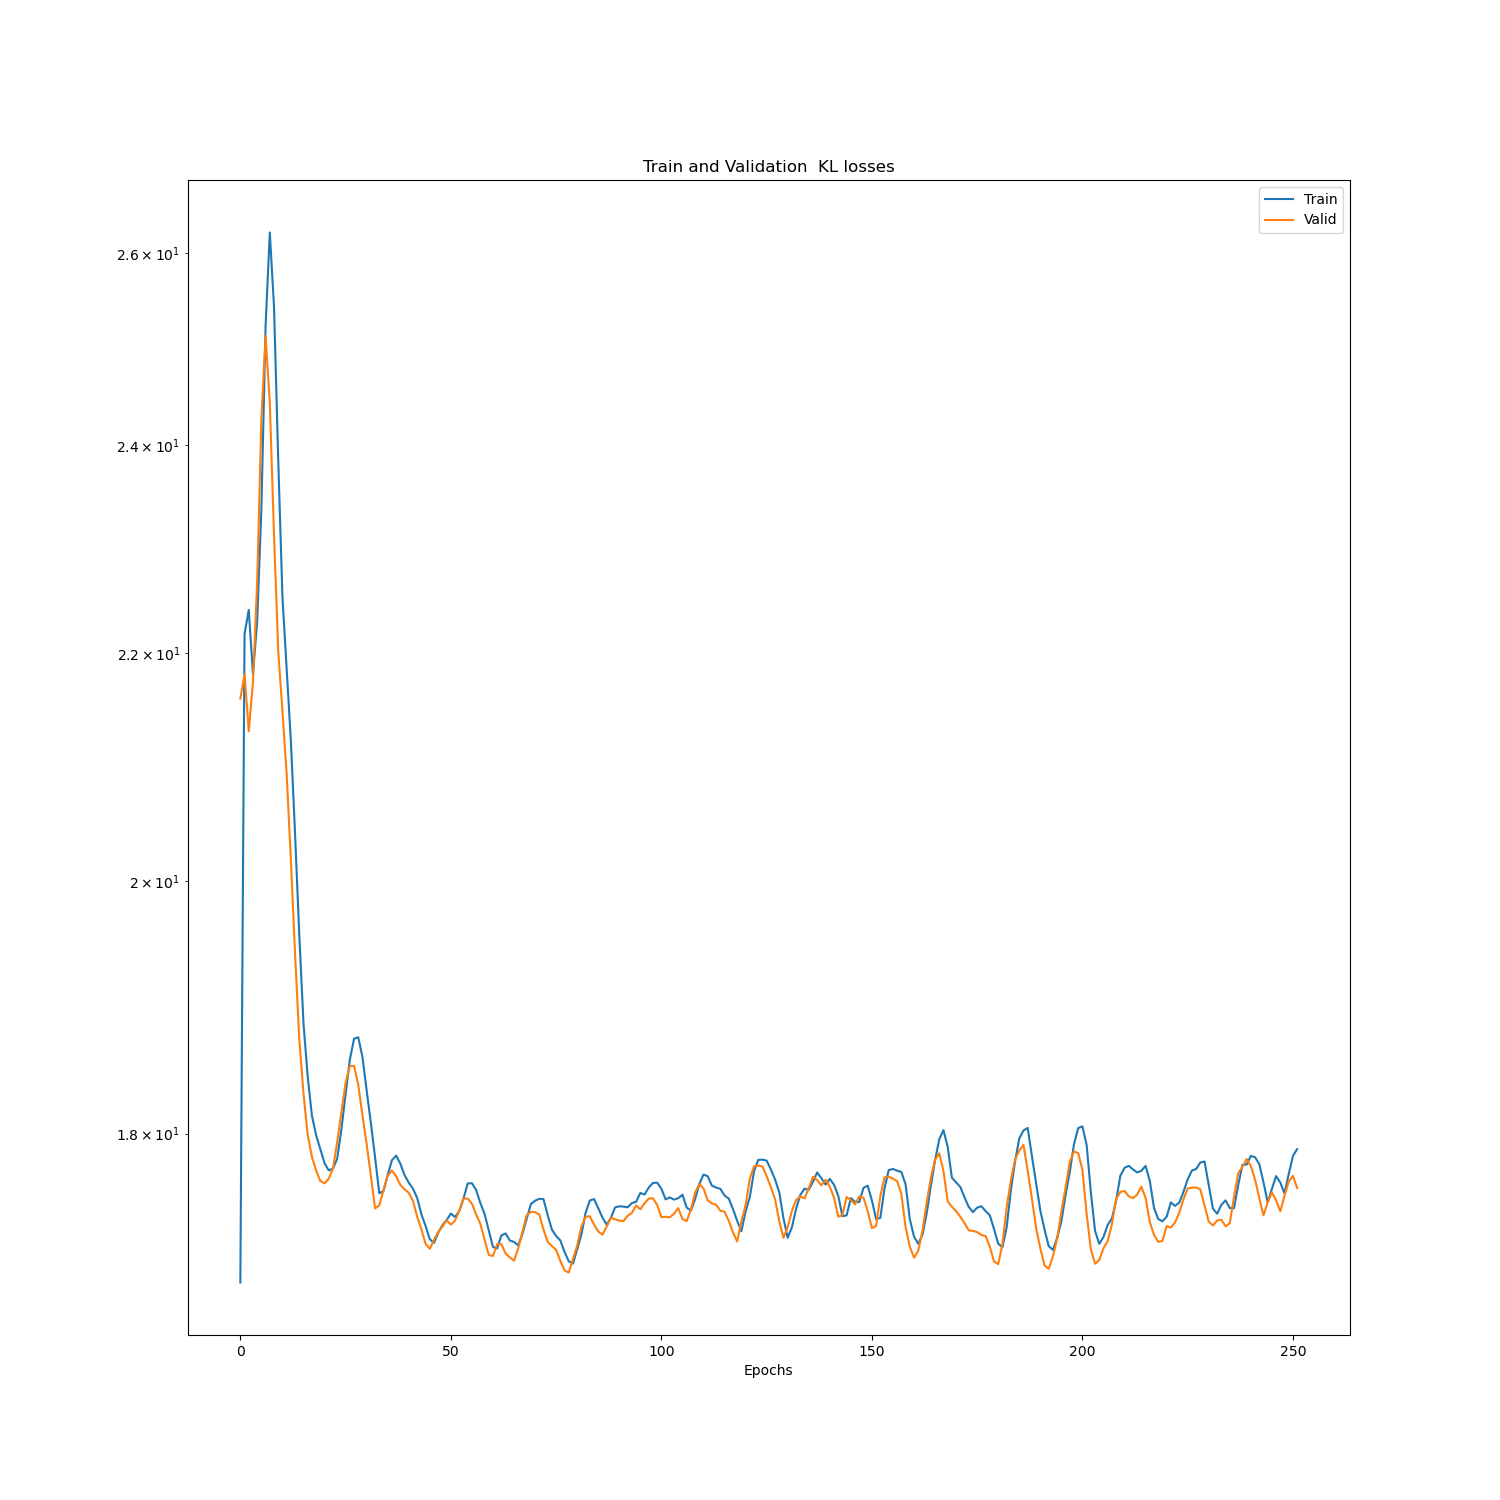 Train and Validation  KL losses
Train
Valid
2.6 × 10¹
2.4 × 10¹
2.2 × 10¹
2 × 10¹
1.8 × 10¹
0 50 100 150 200 250
Epochs